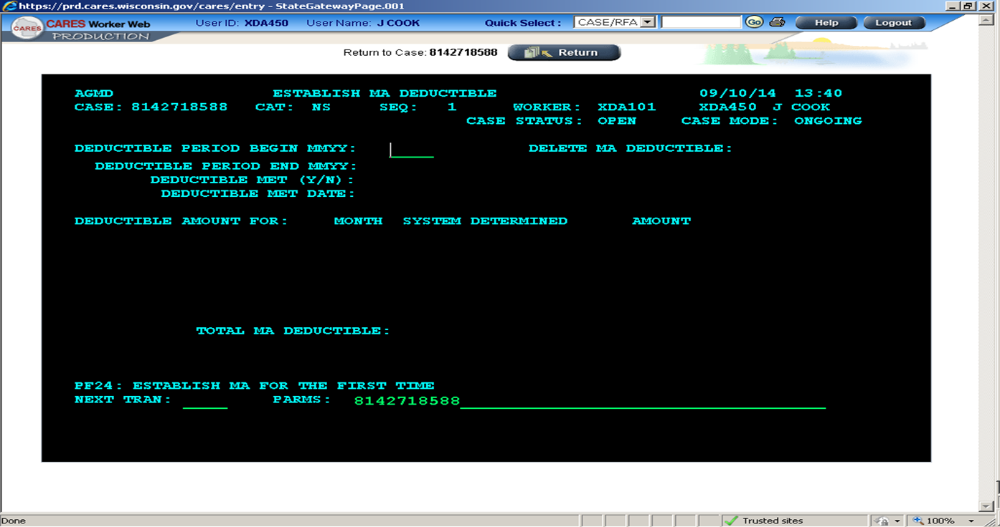 https://prd.cares.wisconsin.gov/cares/entry - StateGatewayPage.001
CARES CARES Worker Web User ID: XDA450 User Name: J COOK Quick Select : CASE/RFA Go Help Logout
PRODUCTION
Return to Case: 8142718588 Return
AGMD ESTABLISH MA DEDUCTIBLE 09/10/14 13:40
CASE: 8142718588 CAT: NS SEQ: 1 WORKER: XDA101 XDA450 J COOK
CASE STATUS: OPEN CASE MODE: ONGOING
DEDUCTIBLE PERIOD BEGIN MMYY: DELETE MA DEDUCTIBLE:
DEDUCTIBLE PERIOD END MMYY:
DEDUCTIBLE MET (Y/N):
DEDUCTIBLE MET DATE:
DEDUCTIBLE AMOUNT FOR: MONTH SYSTEM DETERMINED AMOUNT
TOTAL MA DEDUCTIBLE:
PF24: ESTABLISH MA FOR THE FIRST TIME
NEXT TRAN: PARMS: 8142718588
Done Trusted sites 100%